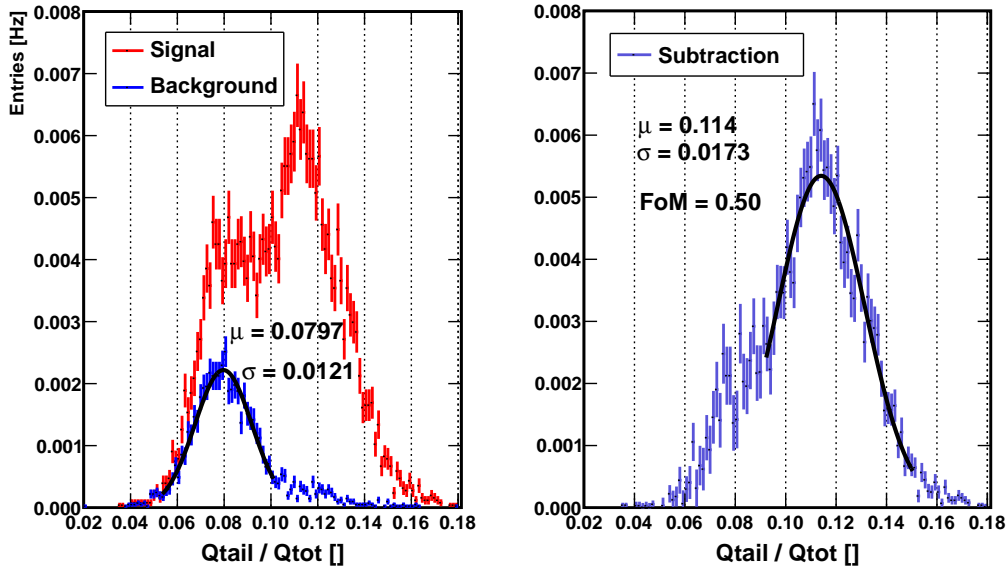 Entries [Hz]
0.008
0.007
0.006
0.005
0.004
0.003
0.002
0.001
0.000
Signal
Background
μ = 0.0797
σ = 0.0121
0.02 0.04 0.06 0.08 0.10 0.12 0.14 0.16 0.18
Qtail / Qtot []
0.008
0.007
0.006
0.005
0.004
0.003
0.002
0.001
0.000
Subtraction
μ = 0.114
σ = 0.0173
FoM = 0.50
0.02 0.04 0.06 0.08 0.10 0.12 0.14 0.16 0.18
Qtail / Qtot []